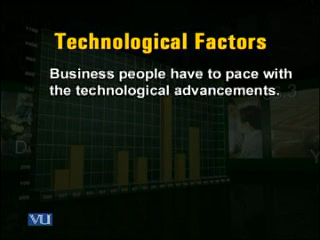 Technological Factors
Business people have to pace with
the technological advancements.
VU